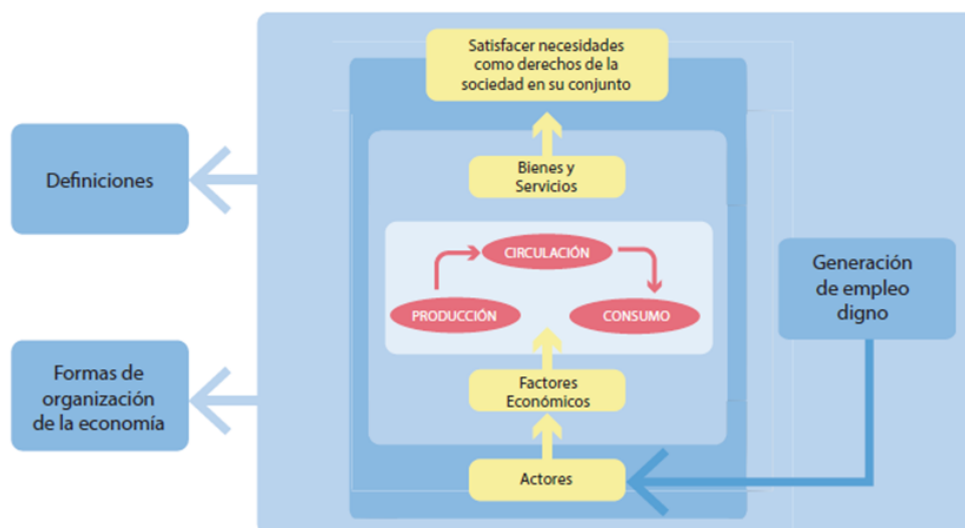 Satisfacer necesidades
como derechos de la
sociedad en su conjunto
Definiciones
Bienes y
Servicios
CIRCULACIÓN
PRODUCCIÓN
CONSUMO
Generación
de empleo
digno
Formas de
organización
de la economía
Factores
Económicos
Actores